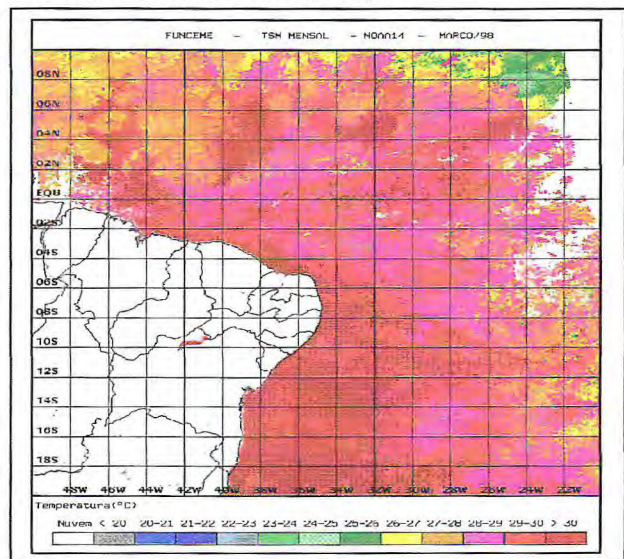 FUNCEME - TSM MENSAL - NOAA14 - MARCO/98
08N
06N
04N
02N
EQU
02S
04S
06S
08S
10S
12S
14S
16S
18S
48W 46W 44W 42W 40W 38W 36W 34W 32W 30W 28W 26W 24W 22W
Temperatura(°C)
Nuvem < 20 20-21 21-22 22-23 23-24 24-25 25-26 26-27 27-28 28-29 29-30 > 30